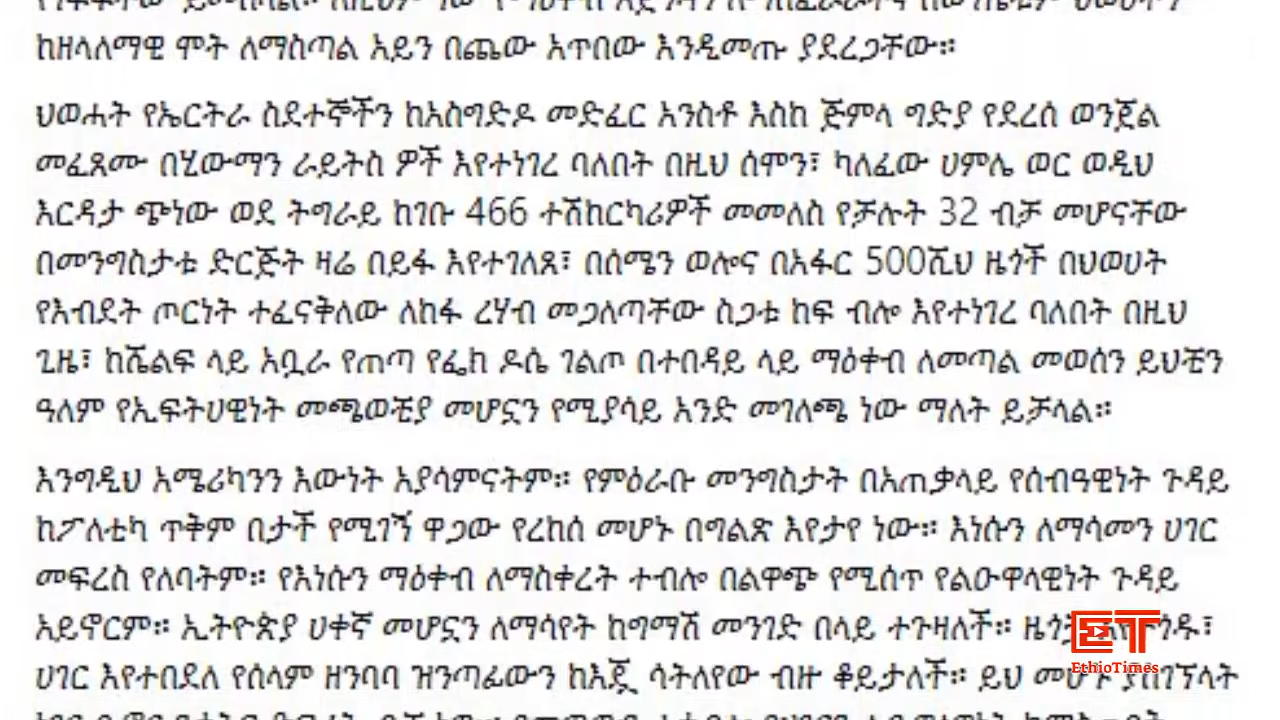 ከዘላለማዊ ሞት ለማስጣል አይን በጨው አጥበው እንዲመጡ ያደረጋቸው።
ህወሓት የኤርትራ ስደተኞችን ከአስግድዶ መድፈር አንስቶ እስከ ጅምላ ግድያ የደረሰ ወንጀል
መፈጸሙ በሂውማን ራይትስ ዎች እየተነገረ ባለበት በዚህ ሰሞን፣ ካለፈው ሀምሌ ወር ወዲህ
እርዳታ ጭነው ወደ ትግራይ ከገቡ 466 ተሽከርካሪዎች መመለስ የቻሉት 32 ብቻ መሆናቸው
በመንግስታቱ ድርጅት ዛሬ በይፋ እየተገለጸ፣ በሰሜን ወሎና በአፋር 500ሺህ ዜጎች በህወሀት
የእብደት ጦርነት ተፈናቅለው ለከፋ ረሃብ መጋለጣቸው ስጋቱ ከፍ ብሎ እየተነገረ ባለበት በዚህ
ጊዜ፣ ከሼልፍ ላይ አቧራ የጠጣ የፌክ ዶሴ ገልጦ በተበዳይ ላይ ማዕቀብ ለመጣል መወሰን ይህቺን
ዓለም የኢፍትሀዊነት መጫወቺያ መሆኗን የሚያሳይ አንድ መገለጫ ነው ማለት ይቻላል።
እንግዲህ አሜሪካንን እውነት አያሳምናትም። የምዕራቡ መንግስታት በአጠቃላይ የሰብዓዊነት ጉዳይ
ከፖለቲካ ጥቅም በታች የሚገኝ ዋጋው የረከሰ መሆኑ በግልጽ እየታየ ነው። እነሱን ለማሳመን ሀገር
መፍረስ የለባትም። የእነሱን ማዕቀብ ለማስቀረት ተብሎ በልዋጭ የሚሰጥ የልዑዋላዊነት ጉዳይ
አይኖርም። ኢትዮጵያ ሀቀኛ መሆኗን ለማሳየት ከግማሽ መንገድ በላይ ተጉዛለች።
ሀገር እየተበደለ የሰላም ዘንባባ ዝንጣፊውን ከእጇ ሳትለየው ብዙ ቆይታለች። ይህ
ET
EthioTimes